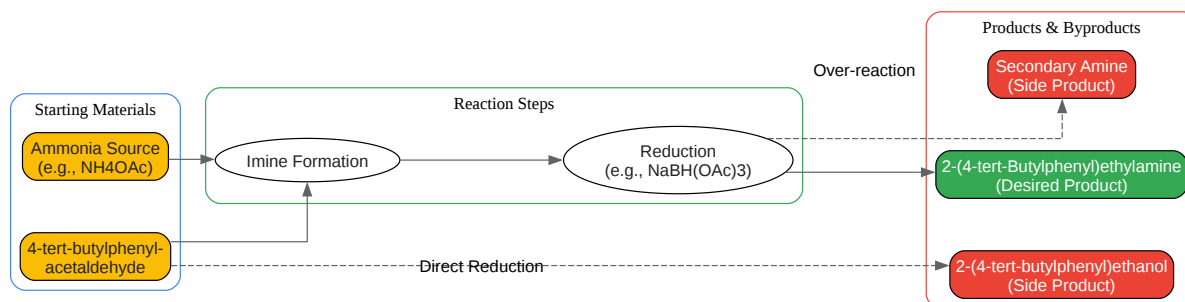 Products & Byproducts
Secondary Amine
(Side Product)
Over-reaction
Starting Materials
Reaction Steps
Ammonia Source
(e.g., NH4OAc)
Imine Formation
Reduction
(e.g., NaBH(OAc)3)
2-(4-tert-Butylphenyl)ethylamine
(Desired Product)
4-tert-butylphenyl-
acetaldehyde
Direct Reduction
2-(4-tert-butylphenyl)ethanol
(Side Product)